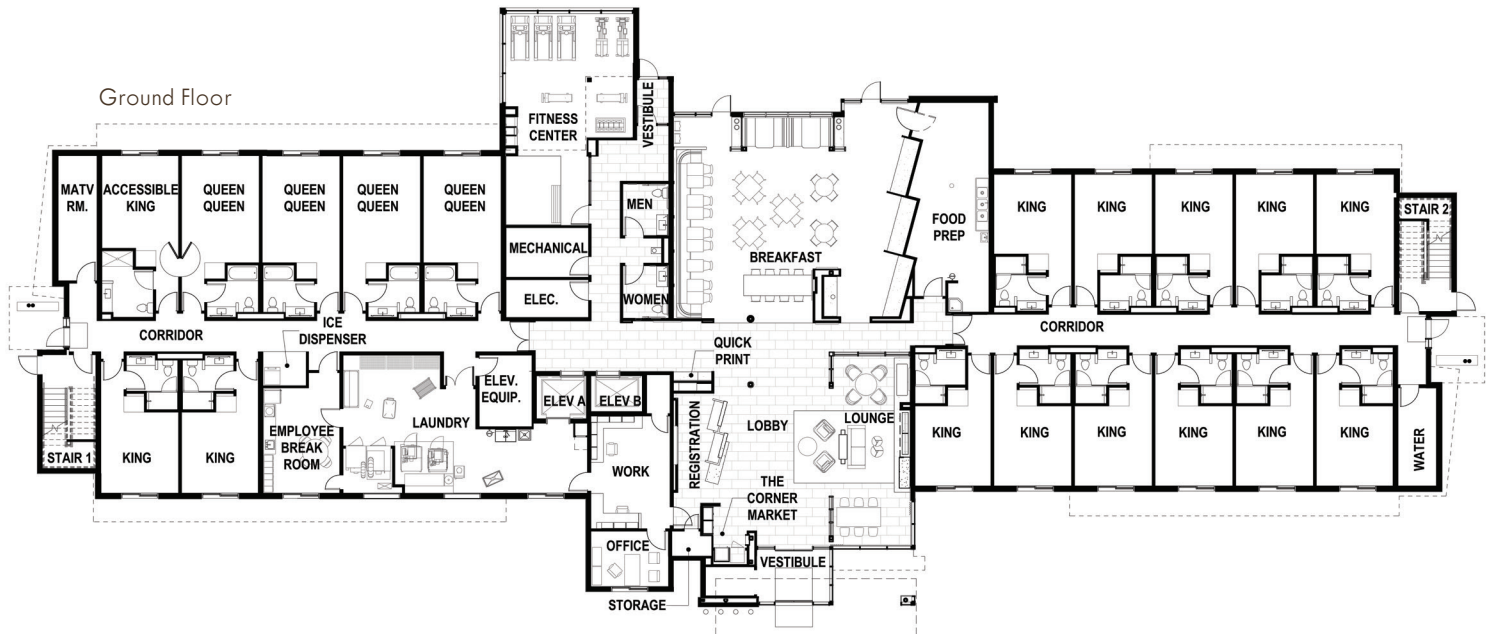 Ground Floor
FITNESS
CENTER
VESTIBULE
MATV
RM.
ACCESSIBLE
KING
QUEEN
QUEEN
QUEEN
QUEEN
QUEEN
QUEEN
QUEEN
QUEEN
MEN
MECHANICAL
ELEC.
WOMEN
BREAKFAST
FOOD
PREP
KING
KING
KING
KING
KING
STAIR 2
CORRIDOR
ICE
DISPENSER
QUICK
PRINT
CORRIDOR
STAIR 1
KING
KING
EMPLOYEE
BREAK
ROOM
LAUNDRY
ELEV.
EQUIP.
ELEV A
ELEV B
WORK
REGISTRATION
LOBBY
LOUNGE
THE
CORNER
MARKET
KING
KING
KING
KING
KING
KING
WATER
OFFICE
VESTIBULE
STORAGE